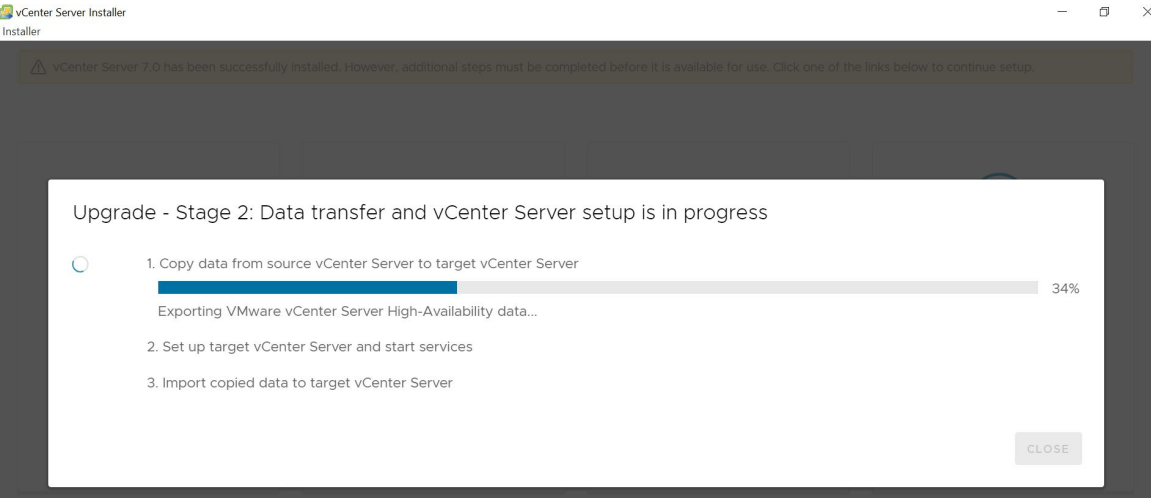 vCenter Server Installer
Installer
vCenter Server 7.0 has been successfully installed. However, additional steps must be completed before it is available for use. Click one of the links below to continue setup.
Upgrade - Stage 2: Data transfer and vCenter Server setup is in progress
1. Copy data from source vCenter Server to target vCenter Server
34%
Exporting VMware vCenter Server High-Availability data...
2. Set up target vCenter Server and start services
3. Import copied data to target vCenter Server
CLOSE